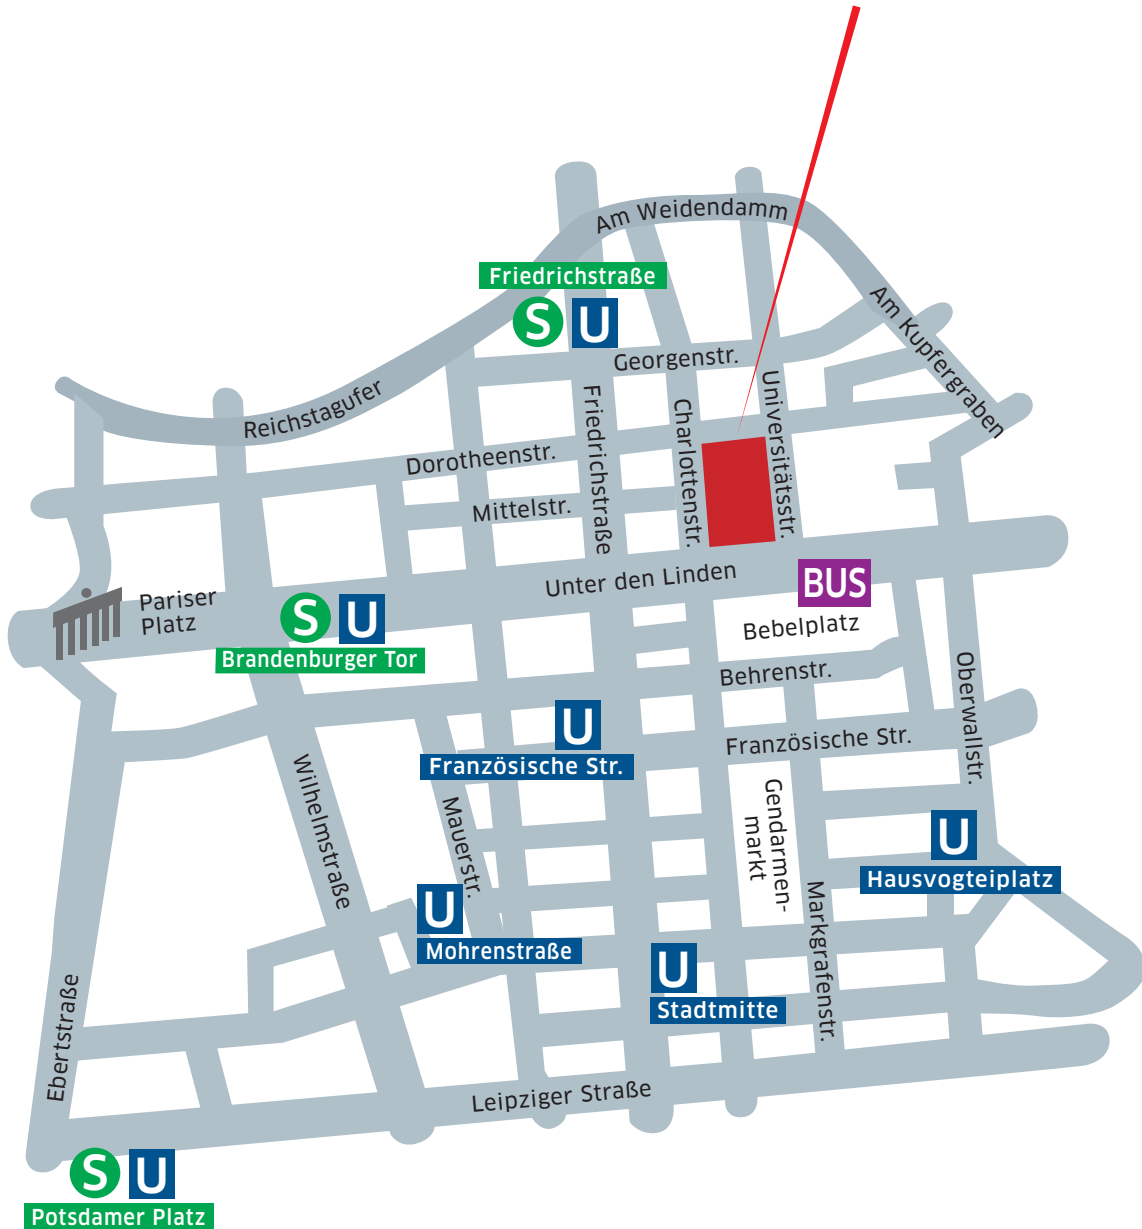 Am Weidendamm
Friedrichstraße
S U
Am Kupfergraben
Georgenstr.
Reichstagufer
Friedrichstraße
Charlottenstr.
Universitätsstr.
Dorotheenstr.
Mittelstr.
Unter den Linden
BUS
Pariser
Platz
S U
Brandenburger Tor
Bebelplatz
Behrenstr.
Oberwallstr.
U
Französische Str.
Französische Str.
Wilhelmstraße
Mauerstr.
Gendarmen-
markt
U
Hausvogteiplatz
U
Mohrenstraße
Markgrafenstr.
U
Stadtmitte
Ebertstraße
Leipziger Straße
S U
Potsdamer Platz